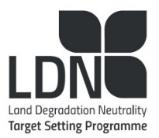 LDN
Land Degradation Neutrality
Target Setting Programme